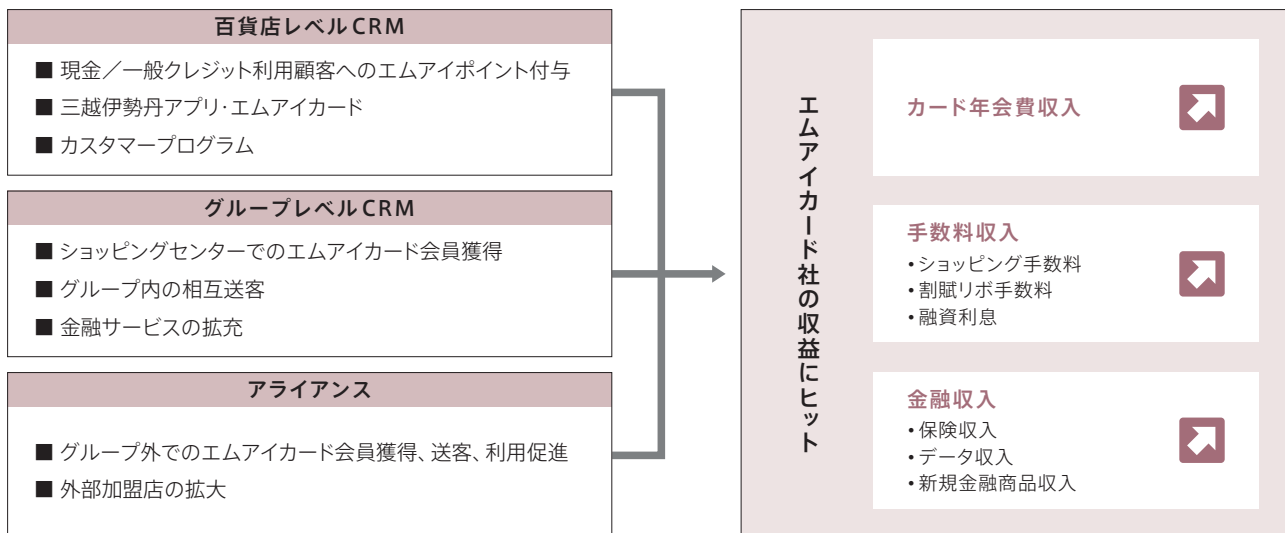 百貨店レベルCRM
■ 現金／一般クレジット利用顧客へのエムアイポイント付与
■ 三越伊勢丹アプリ・エムアイカード
■ カスタマープログラム
グループレベルCRM
■ ショッピングセンターでのエムアイカード会員獲得
■ グループ内の相互送客
■ 金融サービスの拡充
アライアンス
■ グループ外でのエムアイカード会員獲得、送客、利用促進
■ 外部加盟店の拡大
エムアイカード社の収益にヒット
カード年会費収入
手数料収入
•ショッピング手数料
•割賦リボ手数料
•融資利息
金融収入
•保険収入
•データ収入
•新規金融商品収入